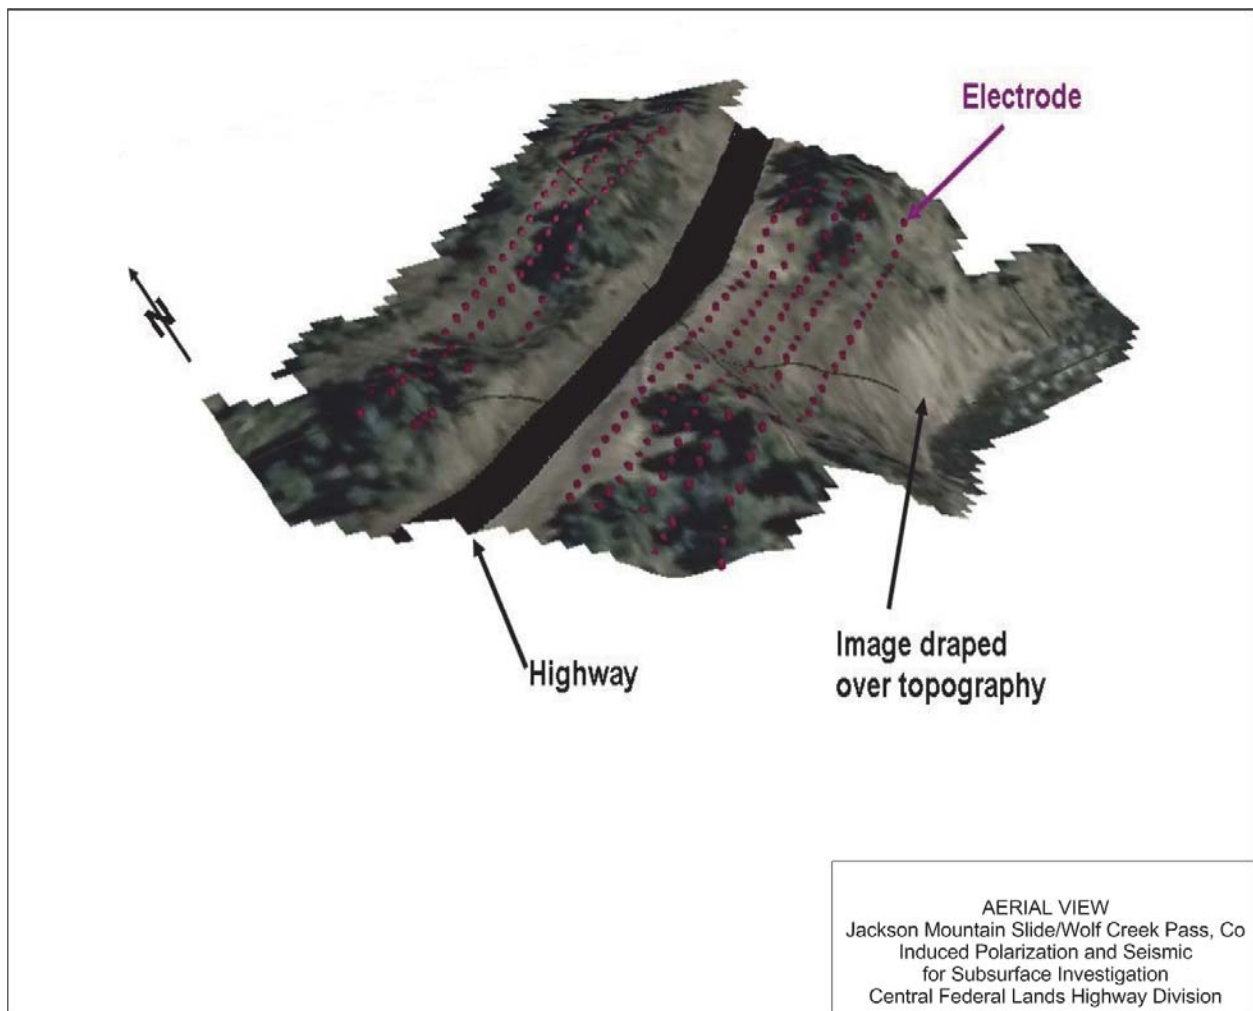 Electrode
N
Highway
Image draped
over topography
AERIAL VIEW
Jackson Mountain Slide/Wolf Creek Pass, Co
Induced Polarization and Seismic
for Subsurface Investigation
Central Federal Lands Highway Division